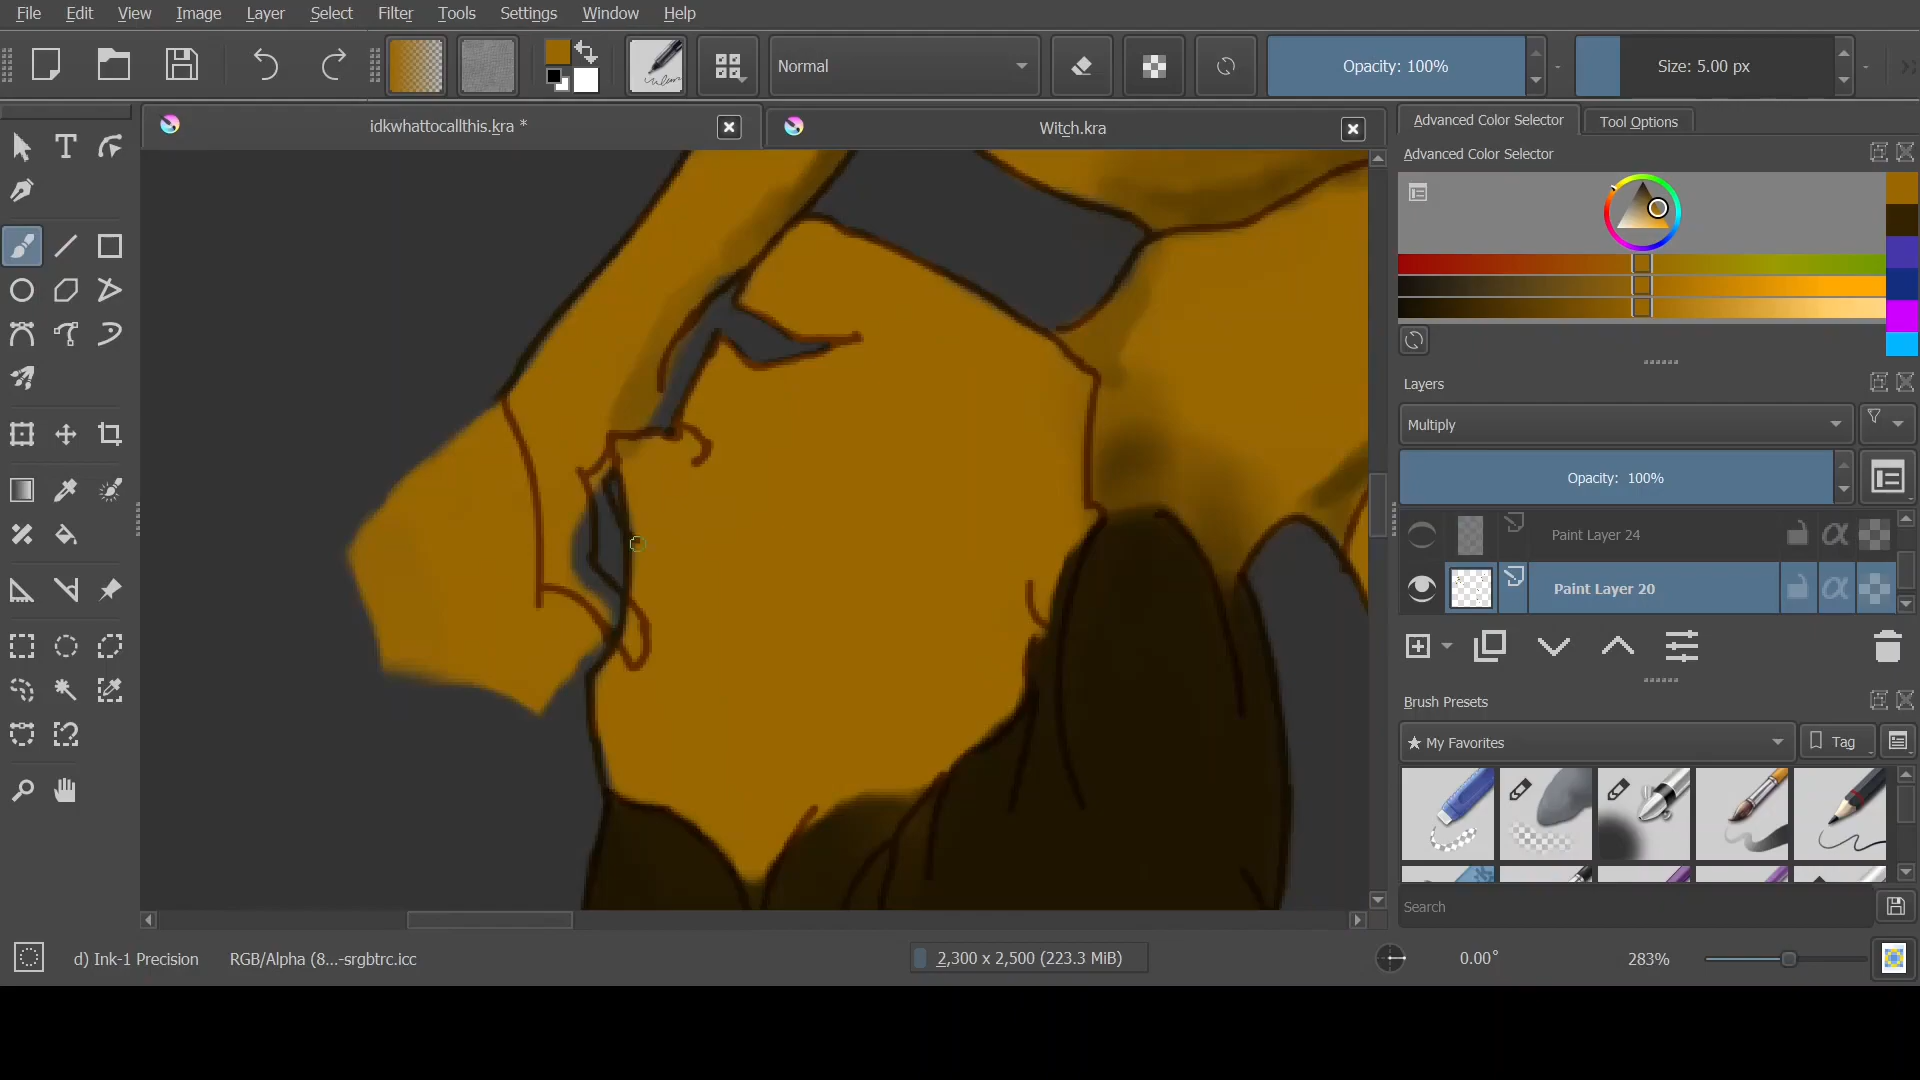 File Edit View Image Layer Select Filter Tools Settings Window Help
Normal Opacity: 100% Size: 5.00 px
idkwhattocallthis.kra * Witch.kra
Advanced Color Selector Tool Options
Advanced Color Selector
Layers
Multiply
Opacity: 100%
Paint Layer 24
Paint Layer 20
Brush Presets
★ My Favorites Tag
Search
d) Ink-1 Precision RGB/Alpha (8...-srgbtrc.icc 2,300 x 2,500 (223.3 MiB) 0.00° 283%